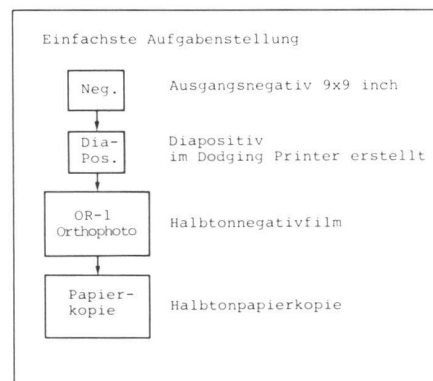 Einfachste Aufgabenstellung
Neg.
Ausgangsnegativ 9x9 inch
Dia-
Pos.
Diapositiv
im Dodging Printer erstellt
OR-1
Orthophoto
Halbtonnegativfilm
Papier-
kopie
Halbtonpapierkopie